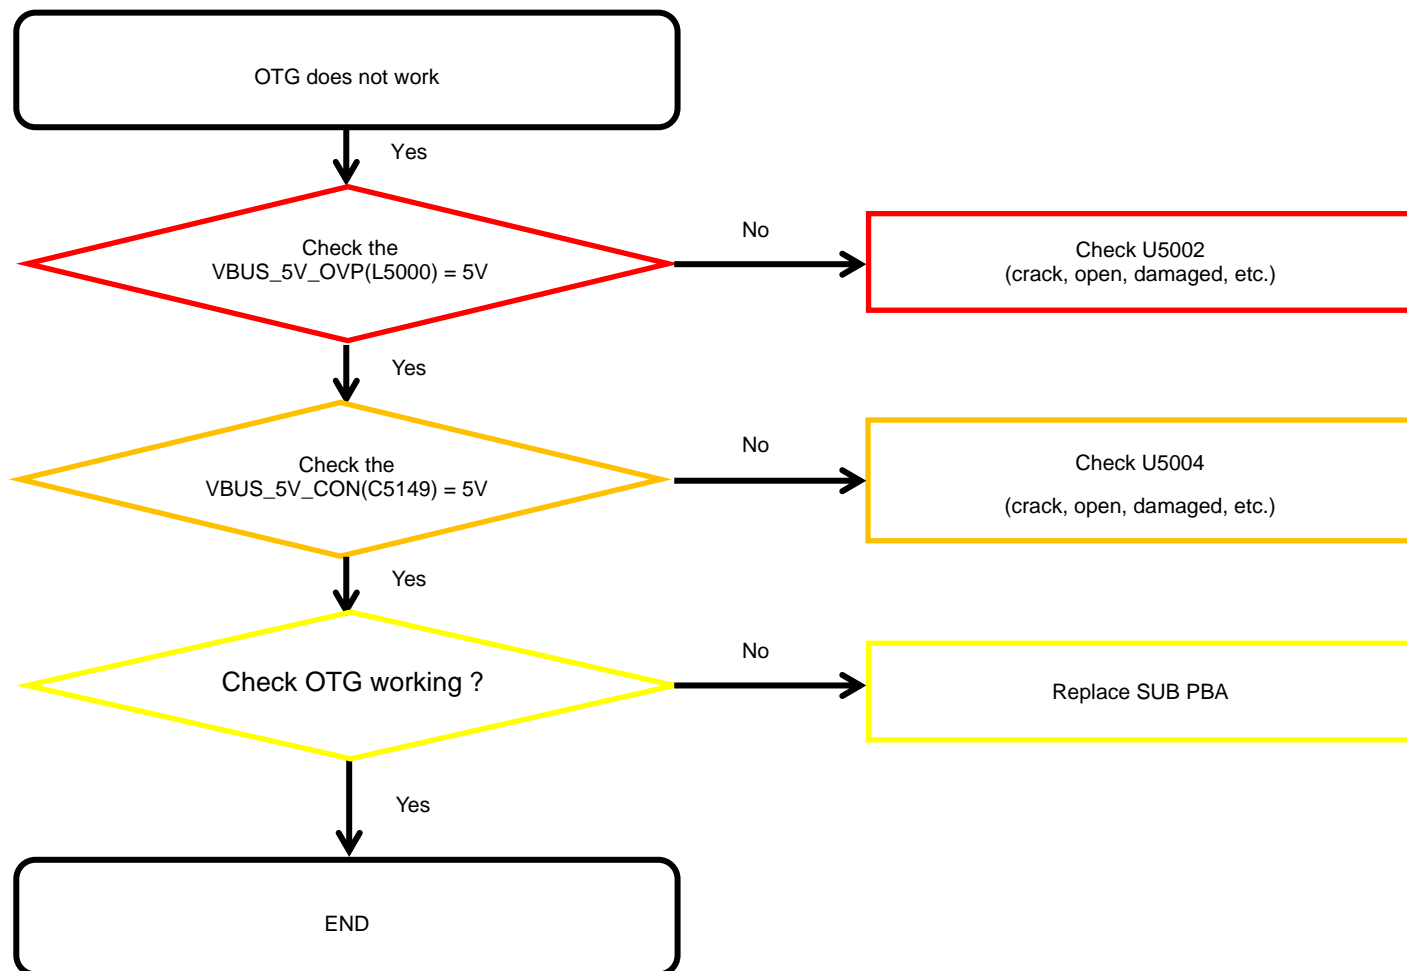 OTG does not work
Yes
Check the
VBUS_5V_OVP(L5000) = 5V
No
Check U5002
(crack, open, damaged, etc.)
Yes
Check the
VBUS_5V_CON(C5149) = 5V
No
Check U5004
(crack, open, damaged, etc.)
Yes
Check OTG working ?
No
Replace SUB PBA
Yes
END